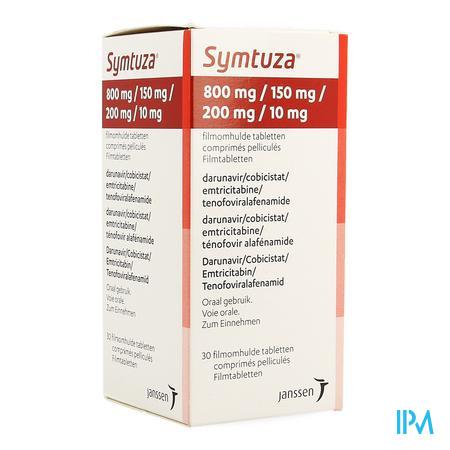 Symtuza®
800 mg / 150 mg /
200 mg / 10 mg
filmomhulde tabletten
comprimés pelliculés
Filmtabletten
darunavir/cobicistat/
emtricitabine/
tenofoviralafenamide
darunavir/cobicistat/
emtricitabine/
ténofovir alafénamide
Darunavir/Cobicistat/
Emtricitabin/
Tenofoviralafenamid
Oraal gebruik.
Voie orale.
Zum Einnehmen
30 filmomhulde tabletten
comprimés pelliculés
Filmtabletten
janssen
Symtuza®
800 mg / 150 mg /
200 mg / 10 mg
filmomhulde tabletten
comprimés pelliculés
Filmtabletten
darunavir/cobicistat/
emtricitabine/
tenofoviralafenamide
darunavir/cobicistat/
emtricitabine/
ténofovir alafénamide
Darunavir/Cobicistat/
Emtricitabin/
Tenofoviralafenamid
Oraal gebruik.
Voie orale.
Zum Einnehmen
30 filmomhulde tabletten
comprimés pelliculés
Filmtabletten
janssen
IPM